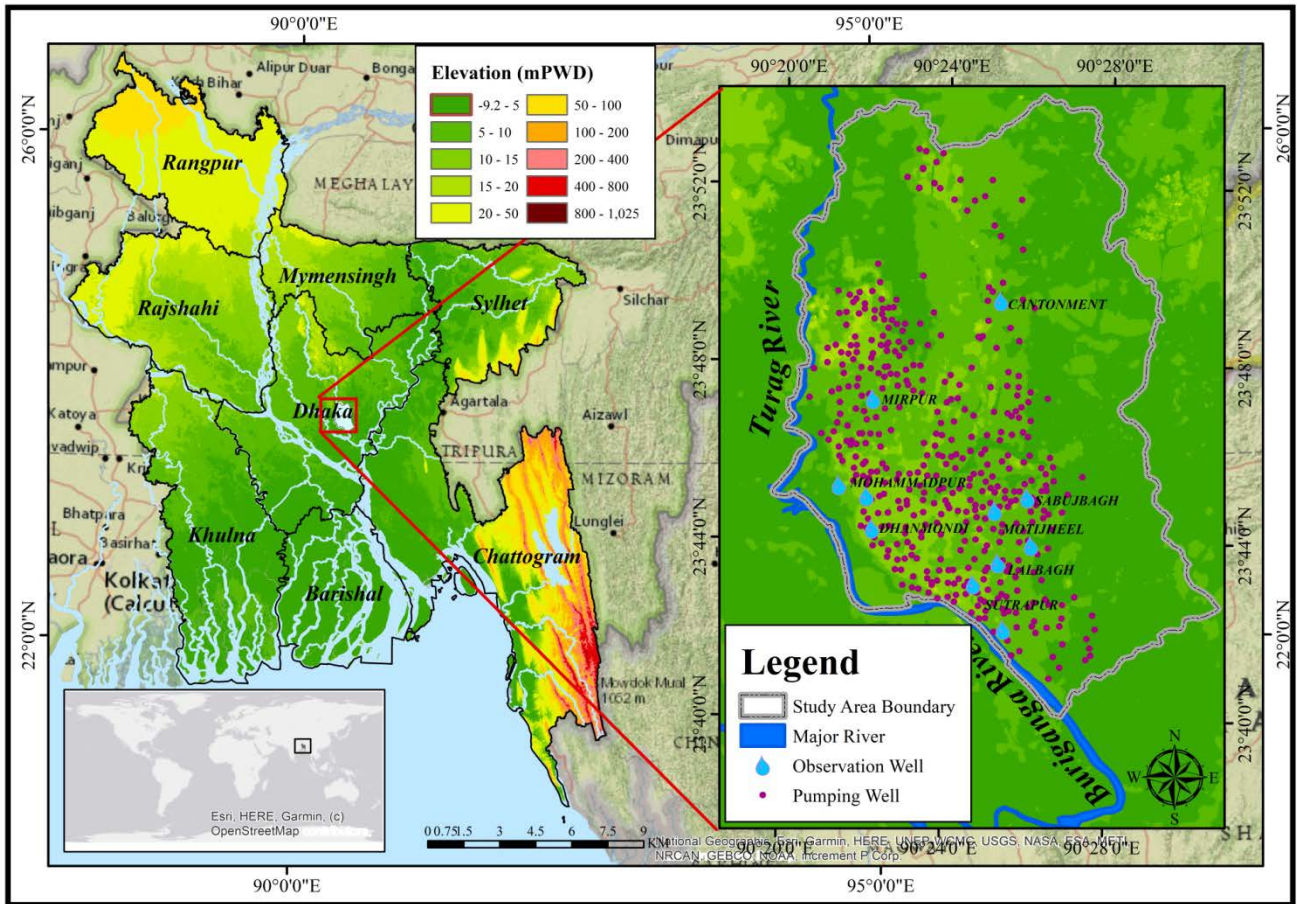 90°0'0"E
95°0'0"E
26°0'0"N
22°0'0"N
Elevation (mPWD)
-9.2 - 5
5 - 10
10 - 15
15 - 20
20 - 50
50 - 100
100 - 200
200 - 400
400 - 800
800 - 1,025
Alipur Duar
Bihar
MEGHALAY
Dimapur
Silchar
Agartala
Aizawl
TRIPURA
MIZORAM
Lunglei
Katoya
Bhatpara
Basirhat
Kolkat
(Calcu
Mowdok Mual
1052 m
Rangpur
Rajshahi
Mymensingh
Sylhet
Dhaka
Khulna
Barishal
Chattogram
Esri, HERE, Garmin, (c)
OpenStreetMap contributors
0 0.75 1.5 3 4.5 6 7.5 9
KM
90°20'0"E
90°24'0"E
90°28'0"E
23°52'0"N
23°48'0"N
23°44'0"N
23°40'0"N
Turag River
CANTONMENT
MIRPUR
MOHAMMADPUR
SABUJBAGH
DHANMONDI
MOTIJHEEL
LALBAGH
SUTRAPUR
Buriganga River
Legend
Study Area Boundary
Major River
Observation Well
Pumping Well
N
W
E
S
National Geographic, Esri, Garmin, HERE, UNEP-WCMC, USGS, NASA, ESA, METI,
NRCAN, GEBCO, NOAA, increment P Corp.
90°20'0"E
90°24'0"E
90°28'0"E
23°52'0"N
23°48'0"N
23°44'0"N
23°40'0"N
26°0'0"N
22°0'0"N
90°0'0"E
95°0'0"E